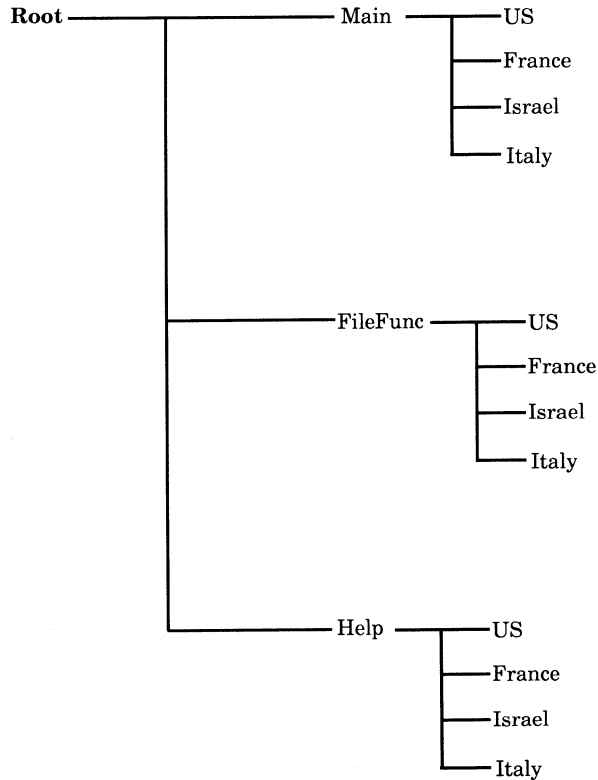 Root Main US
France
Israel
Italy
FileFunc US
France
Israel
Italy
Help US
France
Israel
Italy